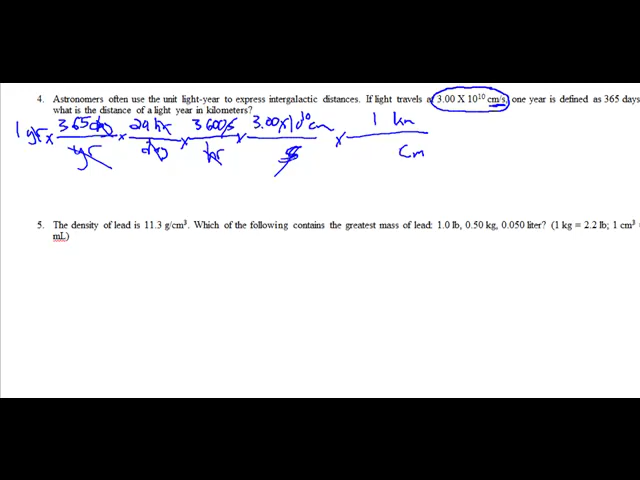 4. Astronomers often use the unit light-year to express intergalactic distances. If light travels a 3.00 X 10¹⁰ cm/s, one year is defined as 365 days
what is the distance of a light year in kilometers?
1 yr x 365 day x 24 hr x 3600 s x 3.00x10¹⁰ cm x 1 km
yr day hr s cm
5. The density of lead is 11.3 g/cm³. Which of the following contains the greatest mass of lead: 1.0 lb, 0.50 kg, 0.050 liter? (1 kg = 2.2 lb; 1 cm³
mL)